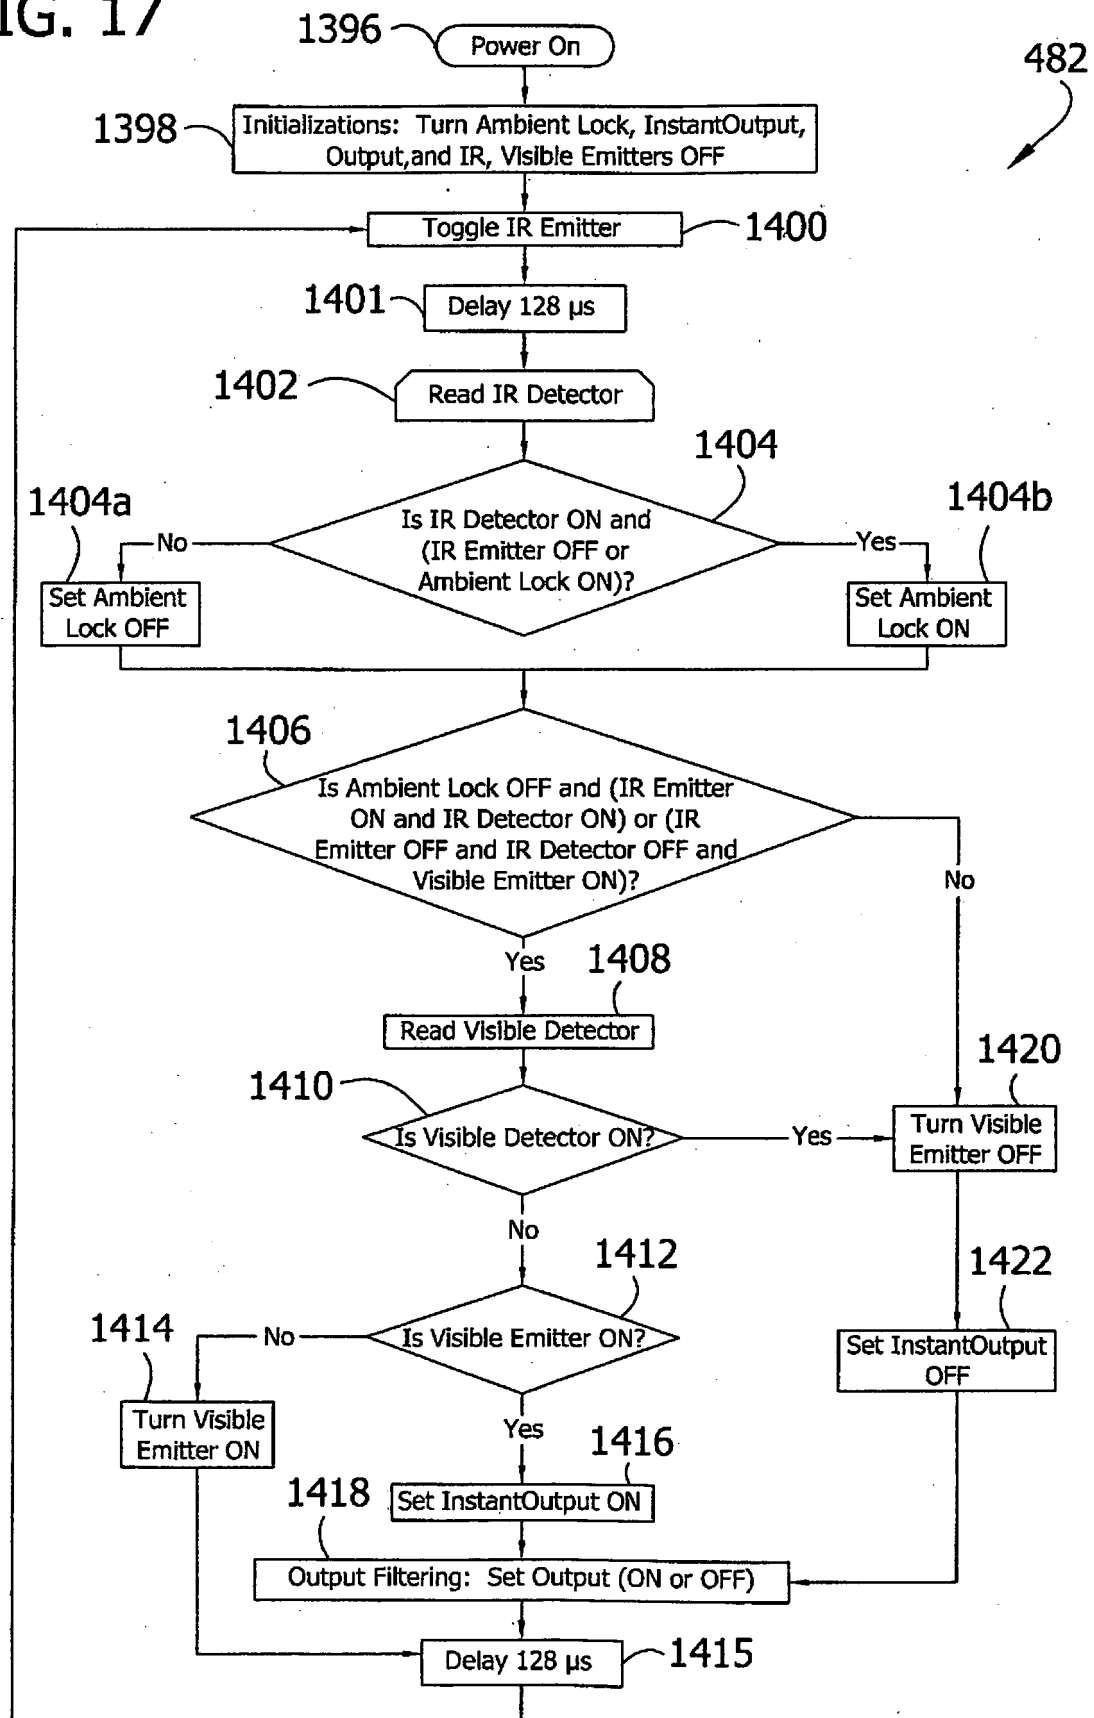 IG. 17
1396
Power On
482
1398
Initializations: Turn Ambient Lock, InstantOutput,
Output,and IR, Visible Emitters OFF
Toggle IR Emitter
1400
1401
Delay 128 µs
1402
Read IR Detector
1404
1404a
1404b
Is IR Detector ON and
(IR Emitter OFF or
Ambient Lock ON)?
No
Yes
Set Ambient
Lock OFF
Set Ambient
Lock ON
1406
Is Ambient Lock OFF and (IR Emitter
ON and IR Detector ON) or (IR
Emitter OFF and IR Detector OFF and
Visible Emitter ON)?
No
Yes
1408
Read Visible Detector
1410
1420
Is Visible Detector ON?
Yes
Turn Visible
Emitter OFF
No
1412
1422
1414
No
Is Visible Emitter ON?
Set InstantOutput
OFF
Turn Visible
Emitter ON
Yes
1416
1418
Set InstantOutput ON
Output Filtering: Set Output (ON or OFF)
Delay 128 µs
1415